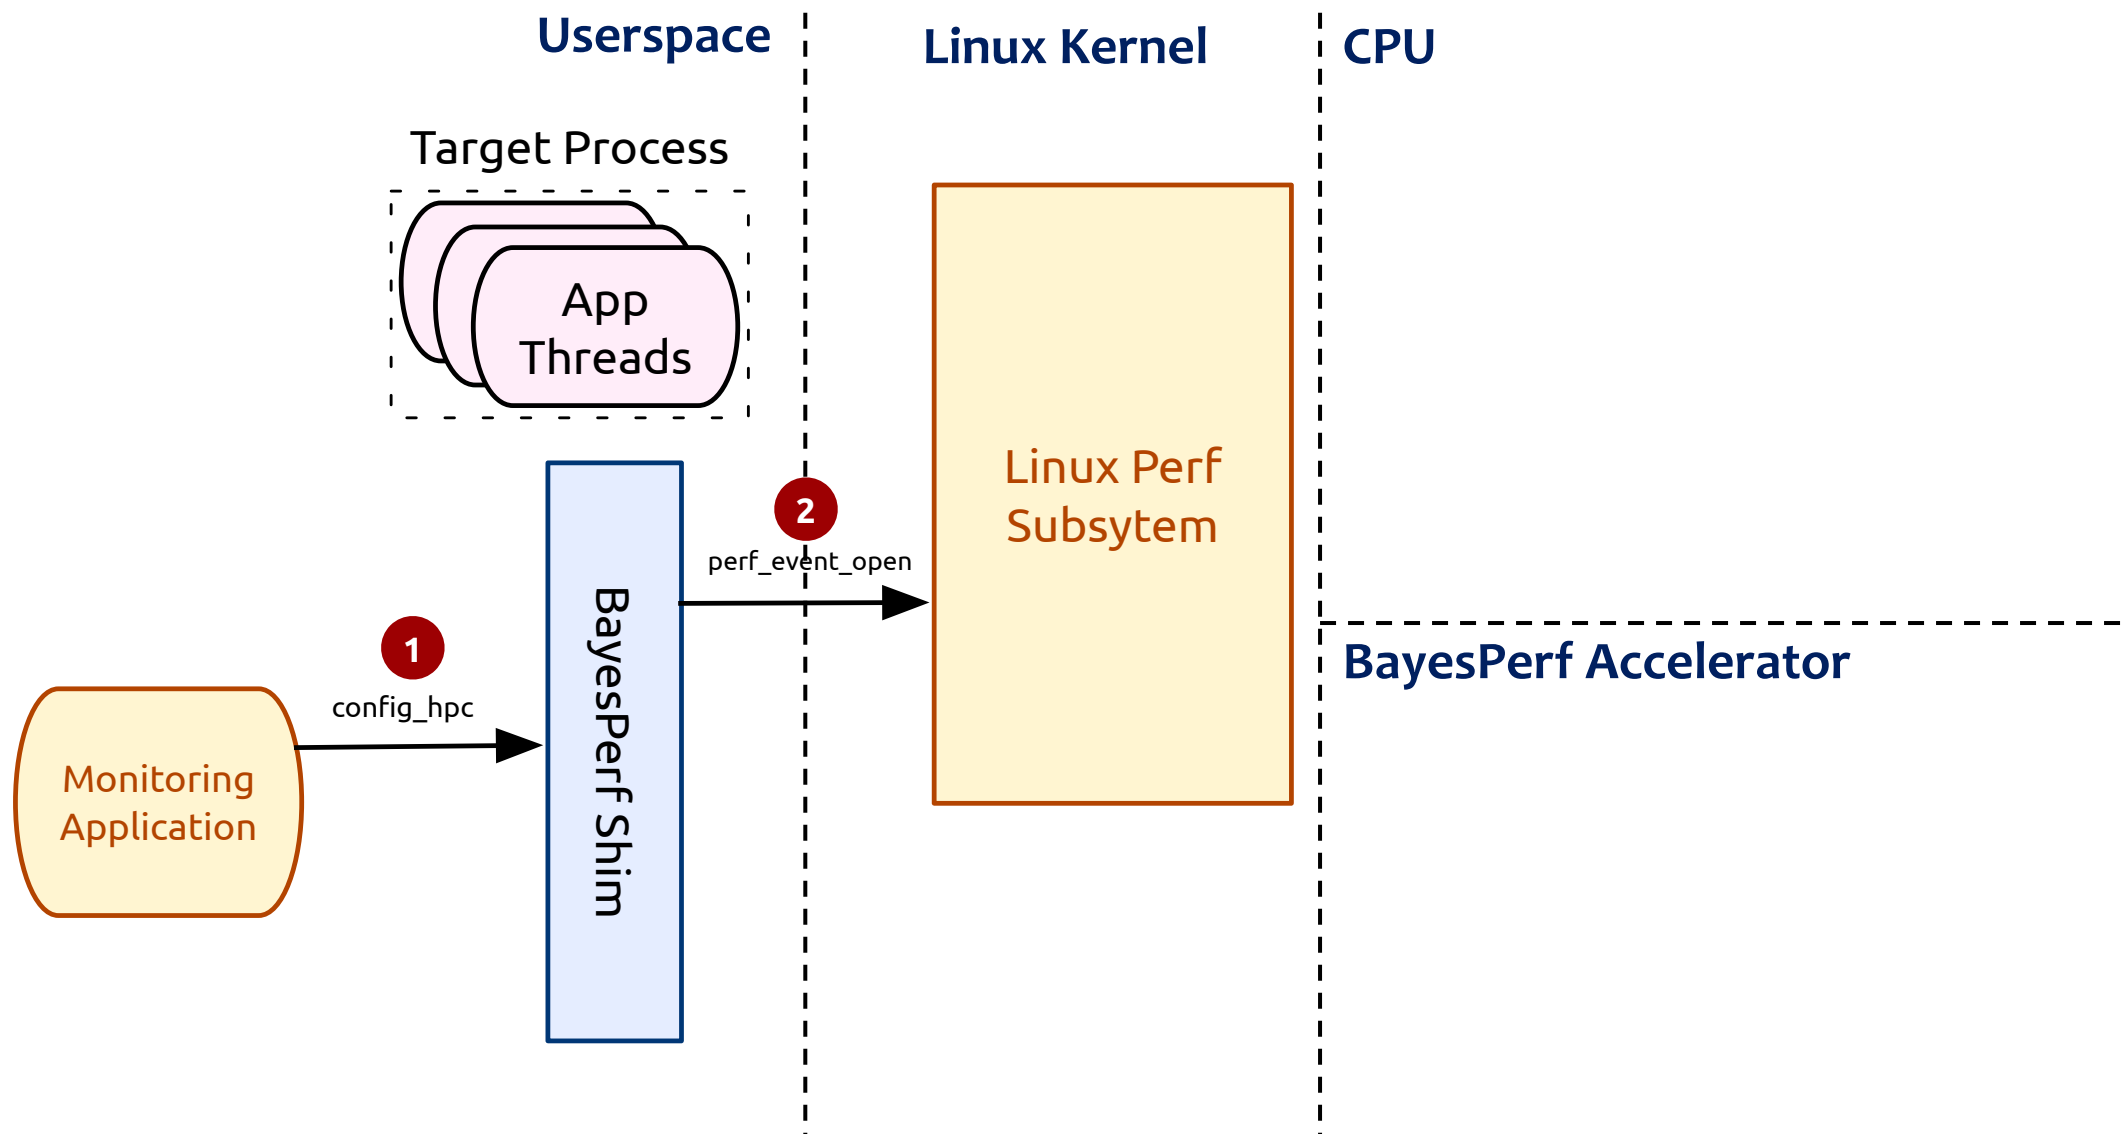 Userspace
Linux Kernel
CPU
Target Process
App
Threads
Linux Perf
Subsytem
2
perf_event_open
BayesPerf Shim
1
config_hpc
BayesPerf Accelerator
Monitoring
Application